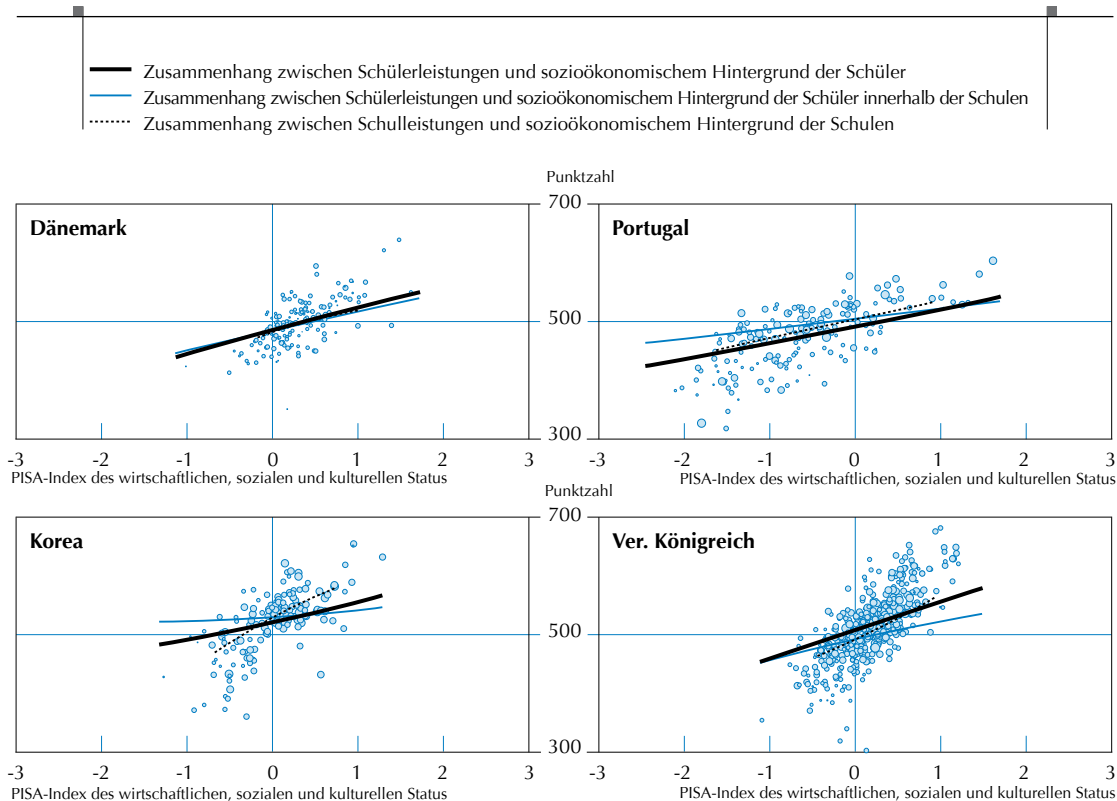 Zusammenhang zwischen Schülerleistungen und sozioökonomischem Hintergrund der Schüler
Zusammenhang zwischen Schülerleistungen und sozioökonomischem Hintergrund der Schüler innerhalb der Schulen
Zusammenhang zwischen Schulleistungen und sozioökonomischem Hintergrund der Schulen
Punktzahl
700
Dänemark
Portugal
500
300
-3 -2 -1 0 1 2 3
-3 -2 -1 0 1 2 3
PISA-Index des wirtschaftlichen, sozialen und kulturellen Status
PISA-Index des wirtschaftlichen, sozialen und kulturellen Status
Punktzahl
700
Korea
Ver. Königreich
500
300
-3 -2 -1 0 1 2 3
-3 -2 -1 0 1 2 3
PISA-Index des wirtschaftlichen, sozialen und kulturellen Status
PISA-Index des wirtschaftlichen, sozialen und kulturellen Status